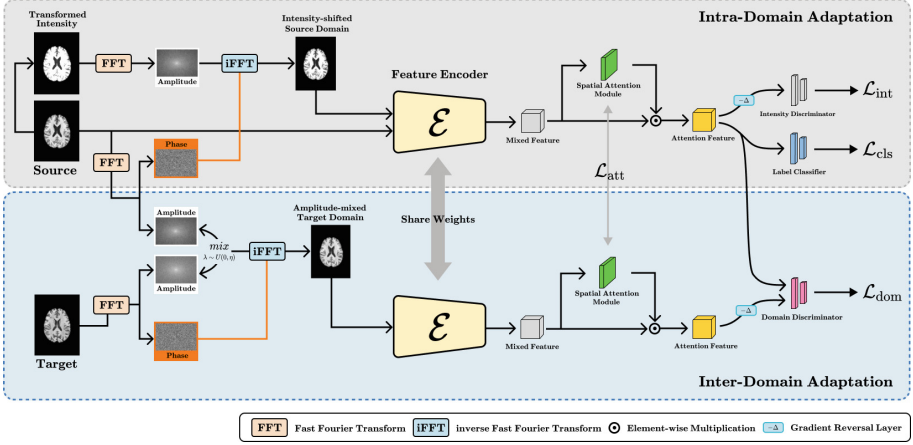 Transformed
Intensity
FFT
Amplitude
iFFT
Intensity-shifted
Source Domain
Intra-Domain Adaptation
Feature Encoder
ℰ
Mixed Feature
Spatial Attention
Module
Attention Feature
−Δ
Intensity Discriminator
ℒint
Label Classifier
ℒcls
Source
FFT
Phase
ℒatt
Share Weights
Amplitude
mix
λ ∼ U(0, η)
Amplitude
iFFT
Amplitude-mixed
Target Domain
Target
FFT
Phase
ℰ
Mixed Feature
Spatial Attention
Module
Attention Feature
−Δ
Domain Discriminator
ℒdom
Inter-Domain Adaptation
FFT Fast Fourier Transform iFFT inverse Fast Fourier Transform Element-wise Multiplication −Δ Gradient Reversal Layer